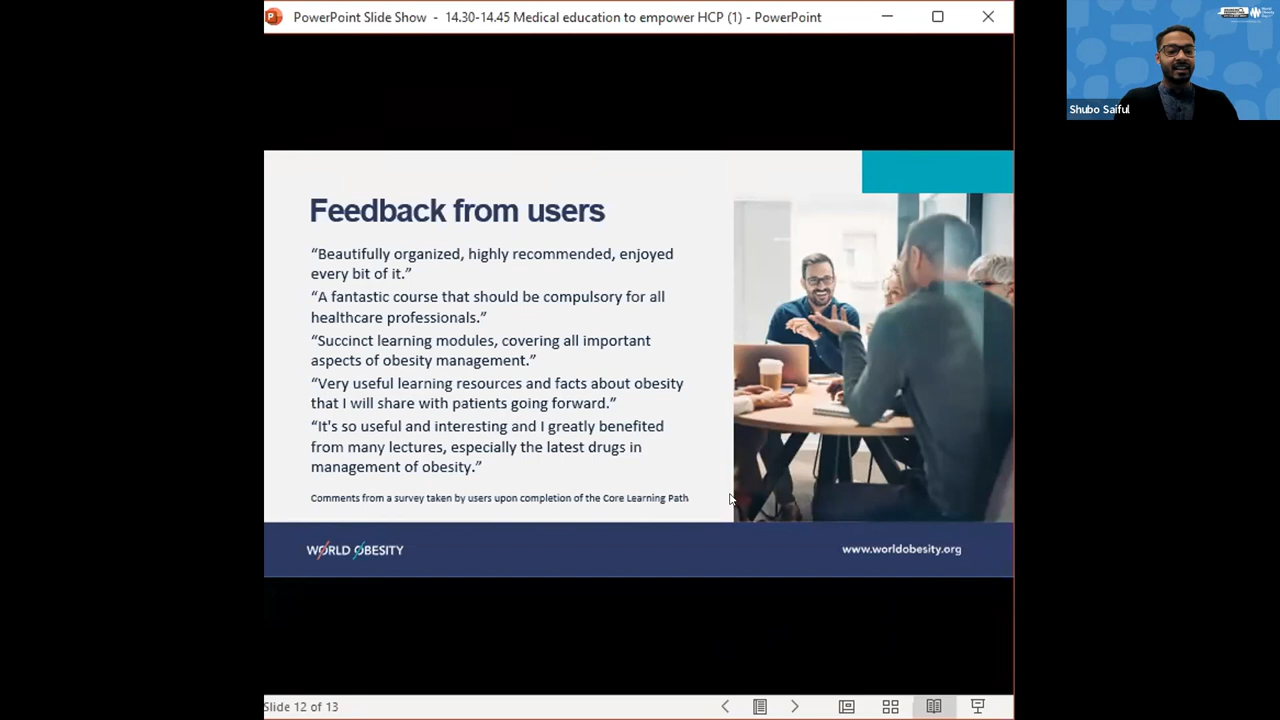 PowerPoint Slide Show - 14.30-14.45 Medical education to empower HCP (1) - PowerPoint
Shubo Saiful
Feedback from users
“Beautifully organized, highly recommended, enjoyed
every bit of it.”
“A fantastic course that should be compulsory for all
healthcare professionals.”
“Succinct learning modules, covering all important
aspects of obesity management.”
“Very useful learning resources and facts about obesity
that I will share with patients going forward.”
“It's so useful and interesting and I greatly benefited
from many lectures, especially the latest drugs in
management of obesity.”
Comments from a survey taken by users upon completion of the Core Learning Path
WORLD OBESITY
www.worldobesity.org
Slide 12 of 13